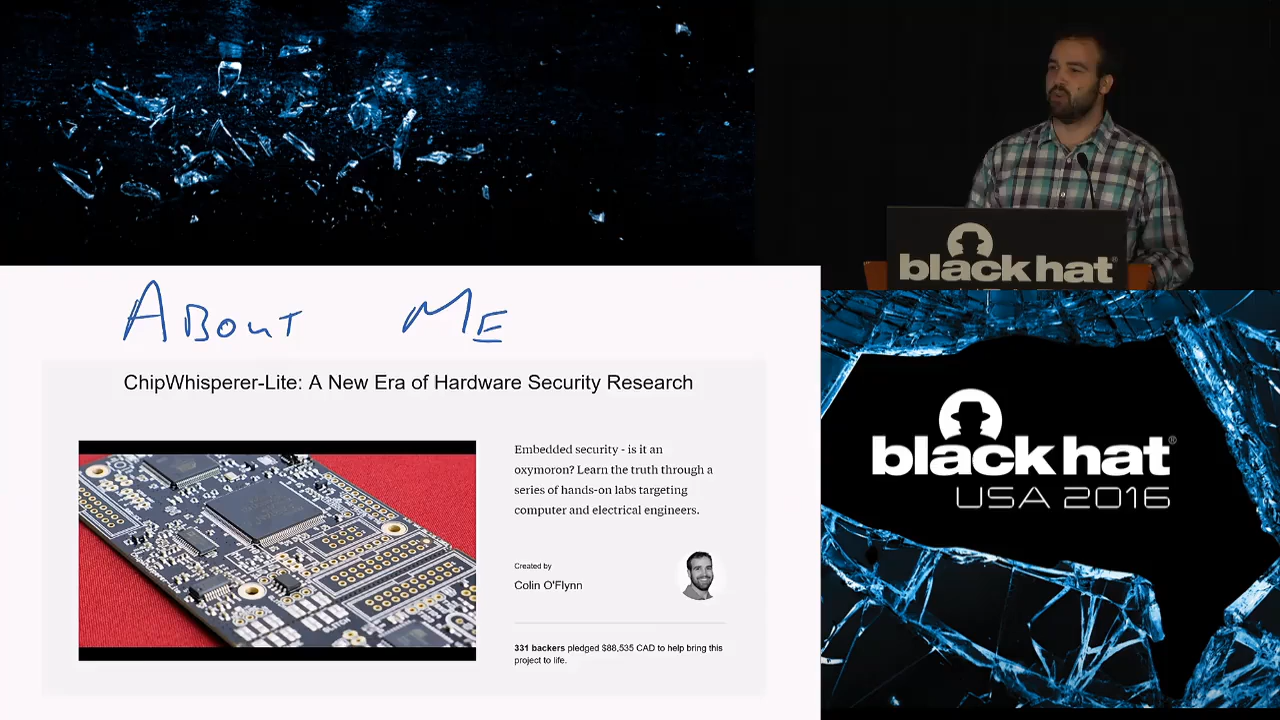 black hat
ABOUT ME
ChipWhisperer-Lite: A New Era of Hardware Security Research
Embedded security - is it an
oxymoron? Learn the truth through a
series of hands-on labs targeting
computer and electrical engineers.
Created by
Colin O'Flynn
331 backers pledged $88,535 CAD to help bring this
project to life.
black hat®
USA 2016